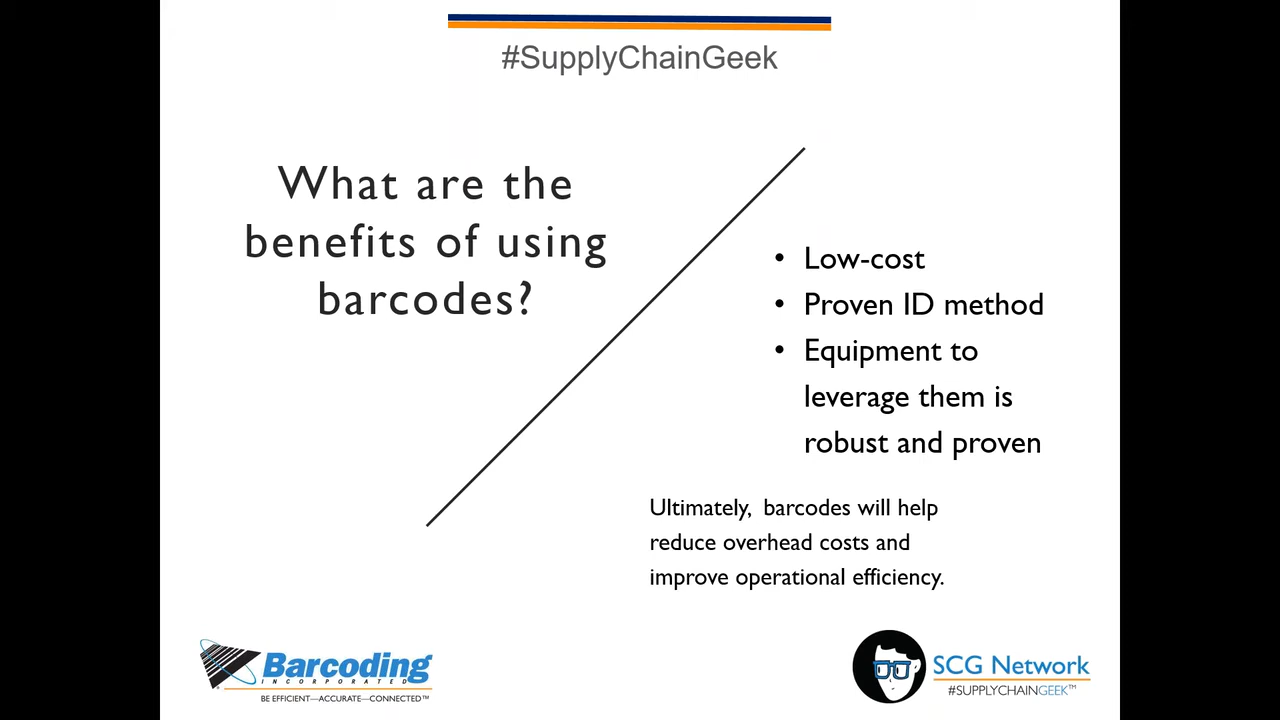 #SupplyChainGeek
What are the
benefits of using
barcodes?
• Low-cost
• Proven ID method
• Equipment to
leverage them is
robust and proven
Ultimately, barcodes will help
reduce overhead costs and
improve operational efficiency.
Barcoding
INCORPORATED
BE EFFICIENT—ACCURATE—CONNECTED™
SCG Network
#SUPPLYCHAINGEEK™